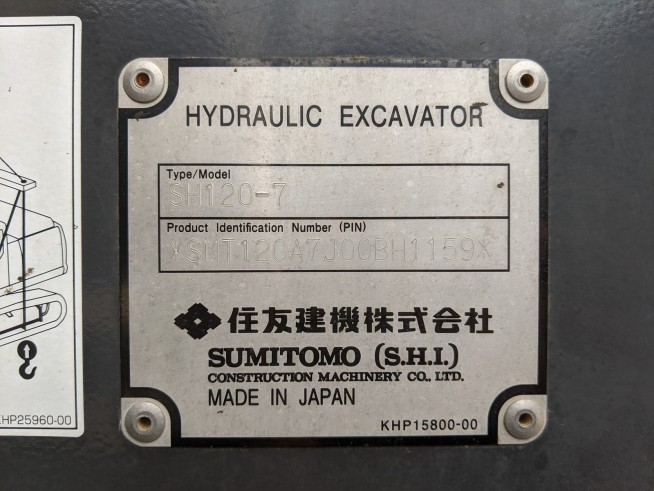 HYDRAULIC EXCAVATOR
Type/Model
SH120-7
Product Identification Number (PIN)
*SMT120A7J00BH1159*
住友建機株式会社
SUMITOMO (S.H.I.)
CONSTRUCTION MACHINERY CO., LTD.
MADE IN JAPAN
KHP15800-00
KHP25960-00